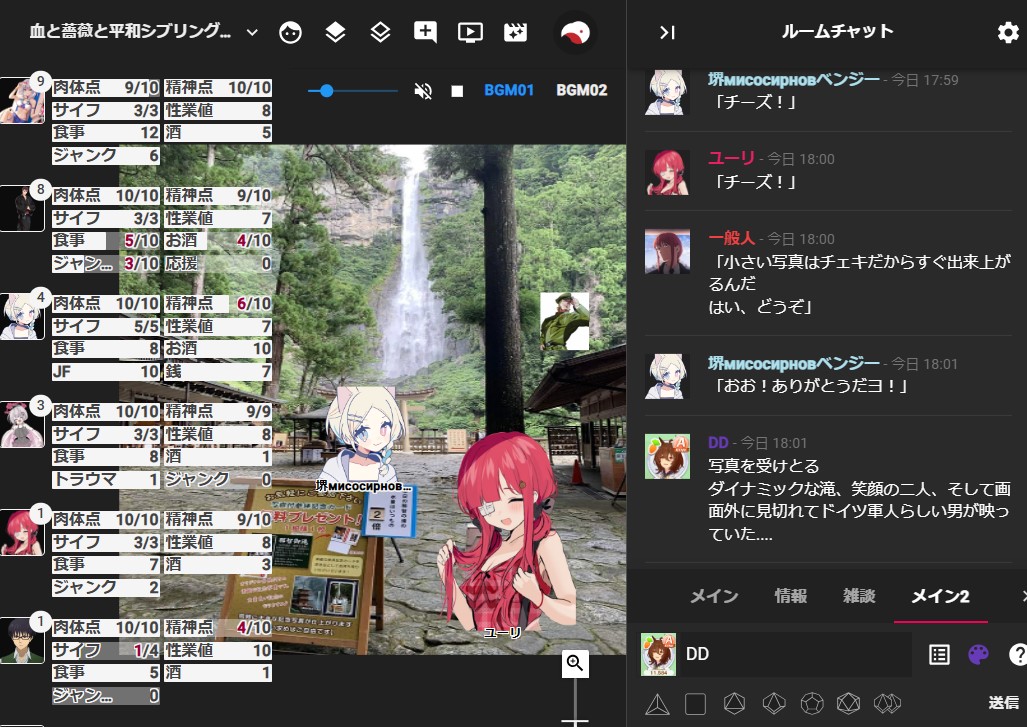 血と薔薇と平和シブリング...
BGM01 BGM02
9
肉体点 9/10 精神点 10/10
サイフ 3/3 性業値 8
食事 12 酒 5
ジャンク 6
8
肉体点 10/10 精神点 9/10
サイフ 3/3 性業値 7
食事 5/10 お酒 4/10
ジャン... 3/10 応援 0
4
肉体点 10/10 精神点 6/10
サイフ 5/5 性業値 7
食事 8 お酒 10
JF 10 銭 7
3
肉体点 10/10 精神点 9/9
サイフ 3/3 性業値 8
食事 8 酒 1
トラウマ 1 ジャンク 0
1
肉体点 10/10 精神点 9/10
サイフ 3/3 性業値 8
食事 7 酒 3
ジャンク 2
1
肉体点 10/10 精神点 4/10
サイフ 1/4 性業値 10
食事 5 酒 1
ジャン... 0
堺мисосирнов...
料プレゼント!
2倍
ユーリ
ルームチャット
堺мисосирновベンジー - 今日 17:59
「チーズ！」
ユーリ - 今日 18:00
「チーズ！」
一般人 - 今日 18:00
「小さい写真はチェキだからすぐ出来上が
るんだ
はい、どうぞ」
堺мисосирновベンジー - 今日 18:01
「おお！ありがとうだヨ！」
DD - 今日 18:01
写真を受けとる
ダイナミックな滝、笑顔の二人、そして画
面外に見切れてドイツ軍人らしい男が映っ
ていた....
メイン 情報 雑談 メイン2
DD
送信